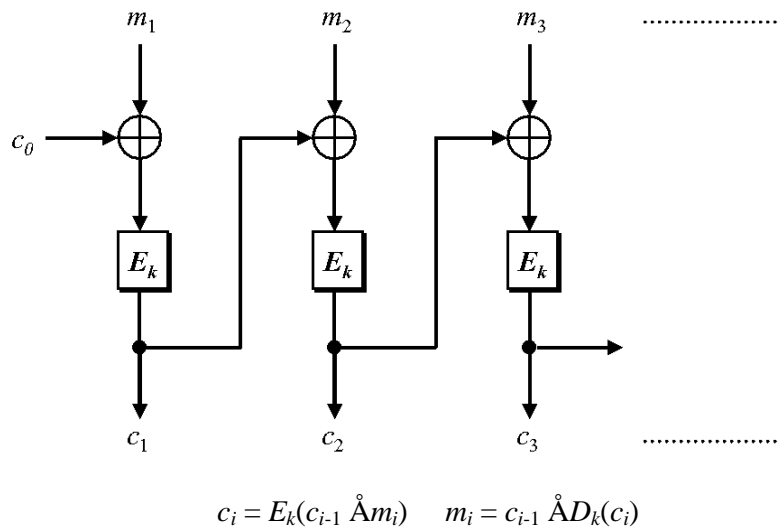 m1 m2 m3 ................
c0
Ek Ek Ek
c1 c2 c3 ................
ci = Ek(ci-1 Åmi) mi = ci-1 ÅDk(ci)